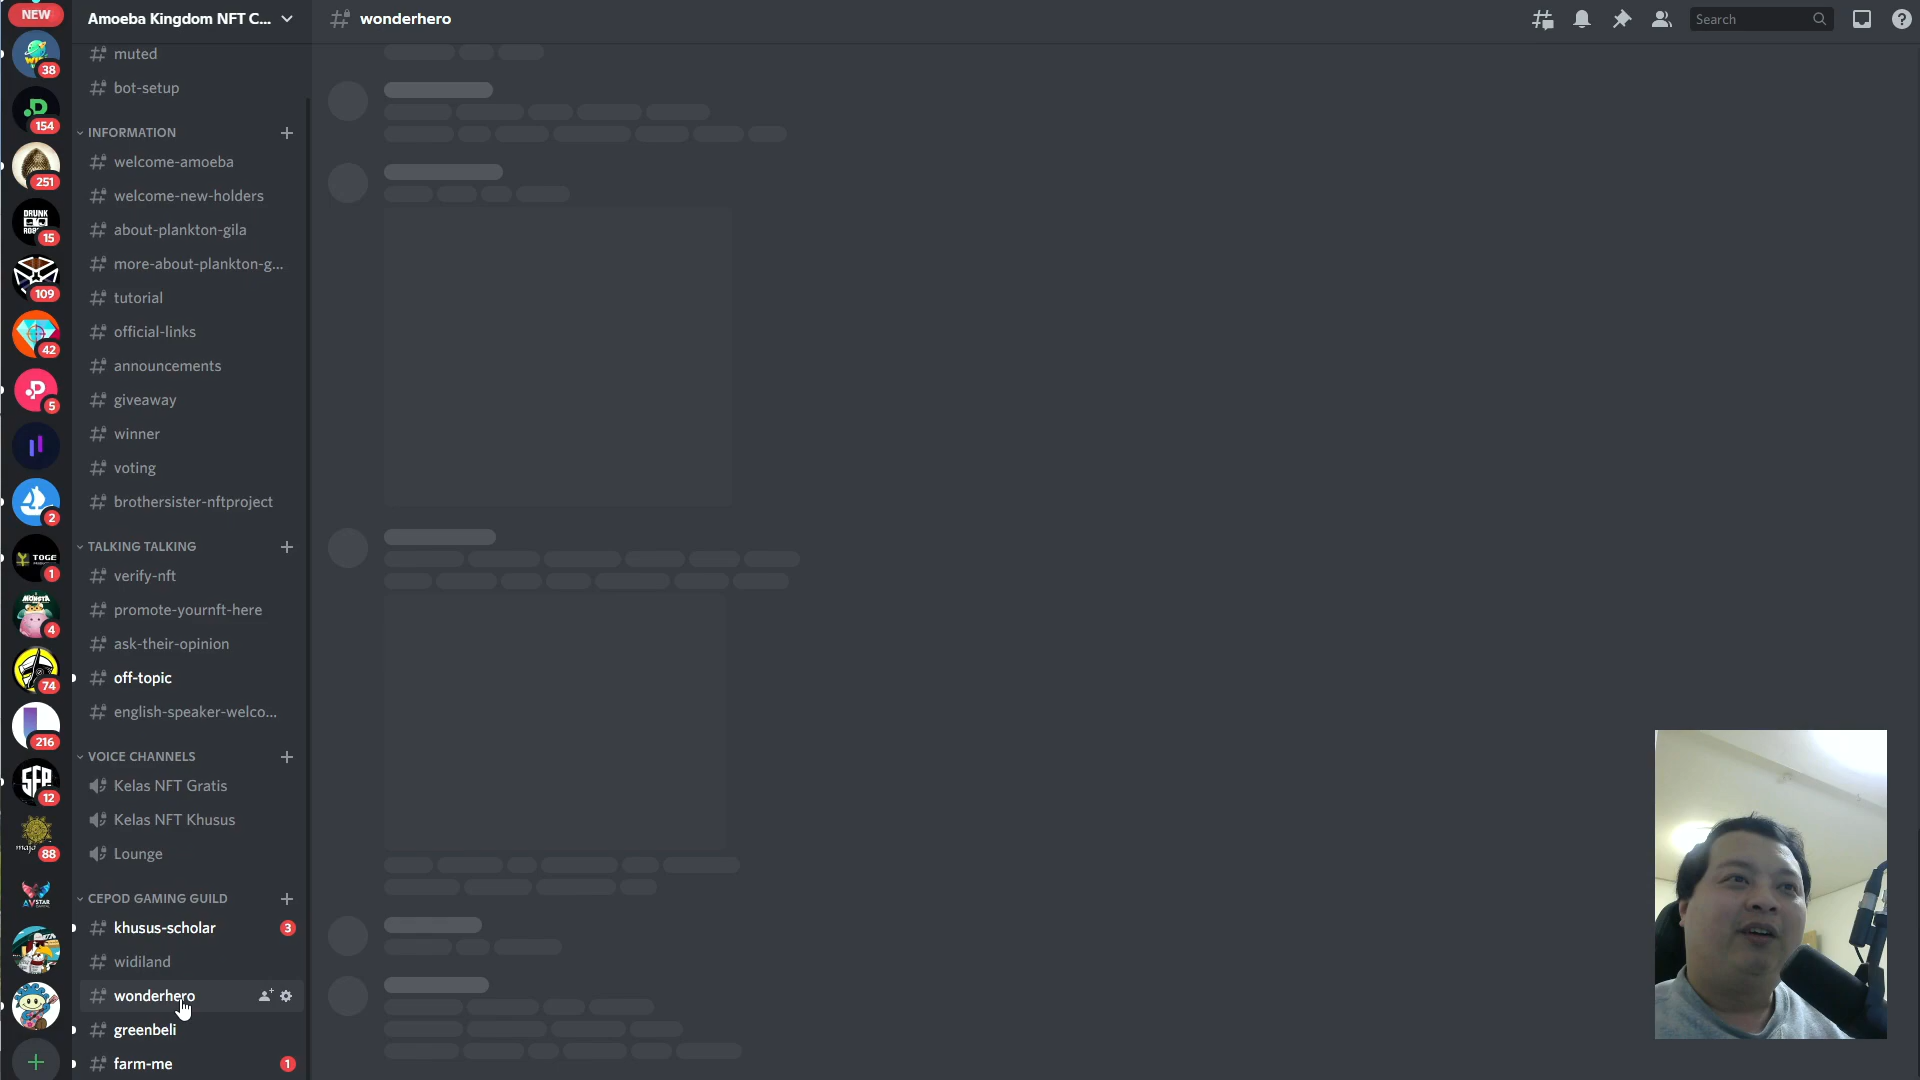 NEW
Amoeba Kingdom NFT C...
wonderhero
Search
muted
bot-setup
INFORMATION
welcome-amoeba
welcome-new-holders
about-plankton-gila
more-about-plankton-g...
tutorial
official-links
announcements
giveaway
winner
voting
brothersister-nftproject
TALKING TALKING
verify-nft
promote-yournft-here
ask-their-opinion
off-topic
english-speaker-welco...
VOICE CHANNELS
Kelas NFT Gratis
Kelas NFT Khusus
Lounge
CEPOD GAMING GUILD
khusus-scholar
3
widiland
wonderhero
greenbeli
farm-me
1
38
154
251
DRUNK
15
109
42
5
2
TOGE
1
4
74
216
SFP
12
88
AVSTAR